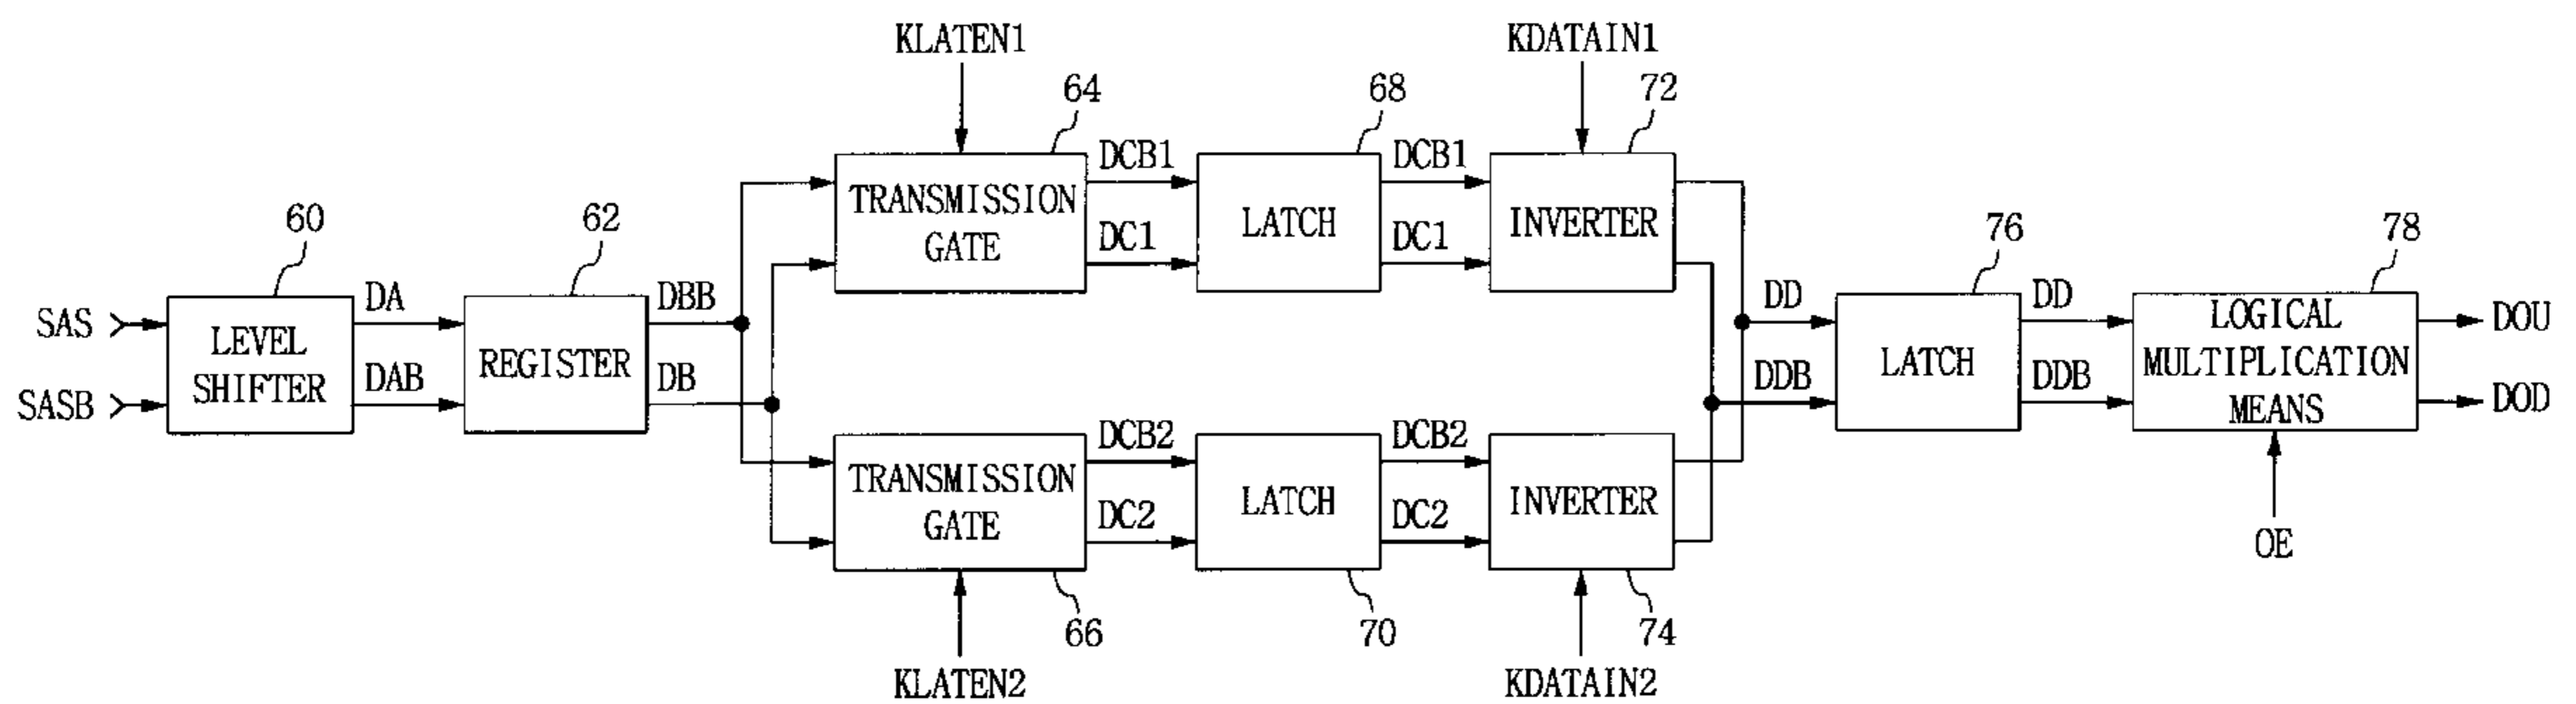 KLATEN1
KDATAIN1
64
68
72
DCB1
DCB1
TRANSMISSION
GATE
LATCH
INVERTER
DC1
DC1
60
62
76
78
SAS
SASB
LEVEL
SHIFTER
DA
DAB
REGISTER
DBB
DB
DD
DDB
LATCH
DD
DDB
LOGICAL
MULTIPLICATION
MEANS
DOU
DOD
DCB2
DCB2
TRANSMISSION
GATE
LATCH
INVERTER
DC2
DC2
OE
66
70
74
KLATEN2
KDATAIN2